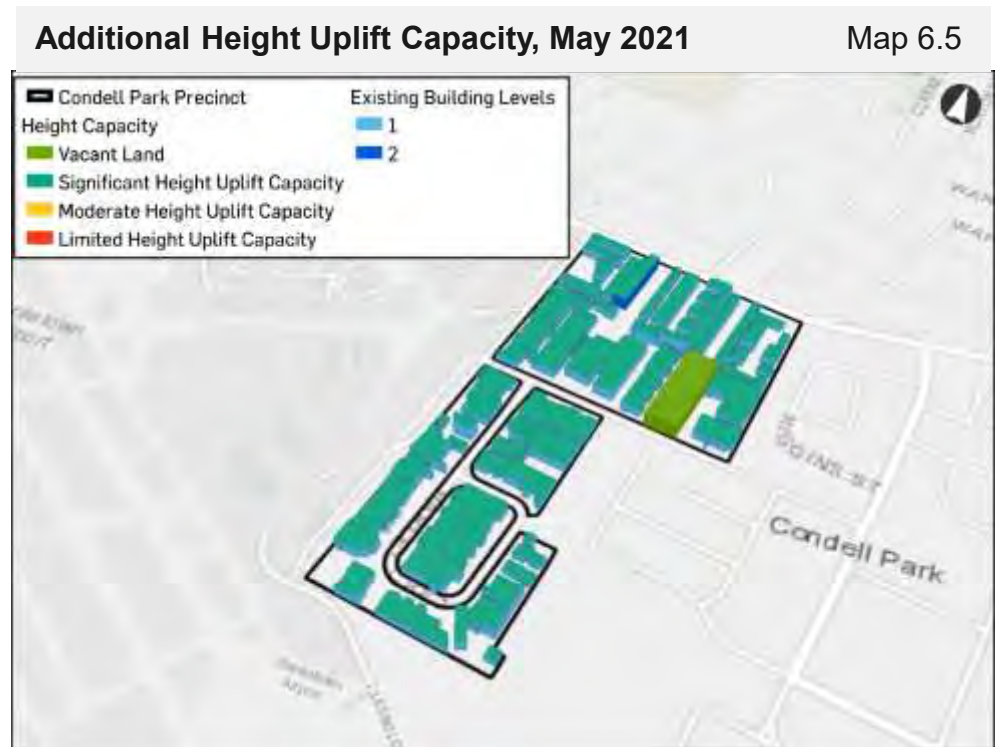 Additional Height Uplift Capacity, May 2021 Map 6.5
Condell Park Precinct
Height Capacity
Vacant Land
Significant Height Uplift Capacity
Moderate Height Uplift Capacity
Limited Height Uplift Capacity
Existing Building Levels
1
2
Condell Park